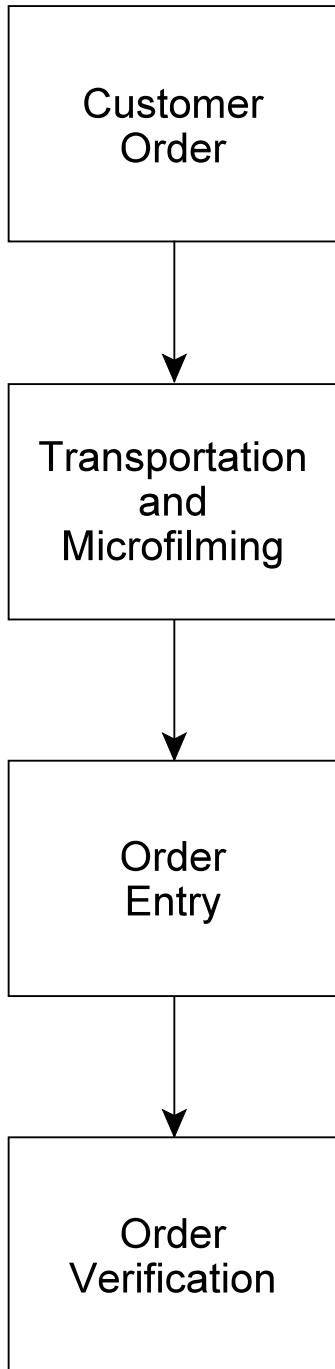 Customer
Order
Transportation
and
Microfilming
Order
Entry
Order
Verification